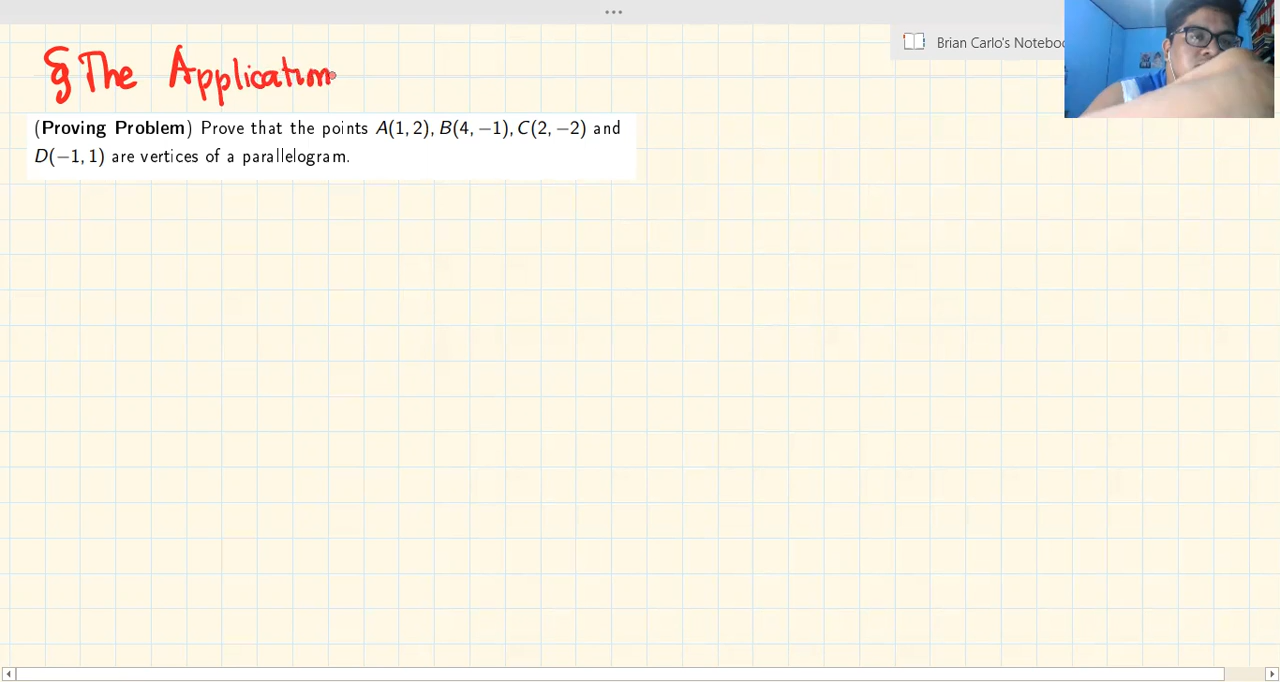 Brian Carlo's Noteboo
§ The Application
(Proving Problem) Prove that the points A(1, 2), B(4, −1), C(2, −2) and
D(−1, 1) are vertices of a parallelogram.